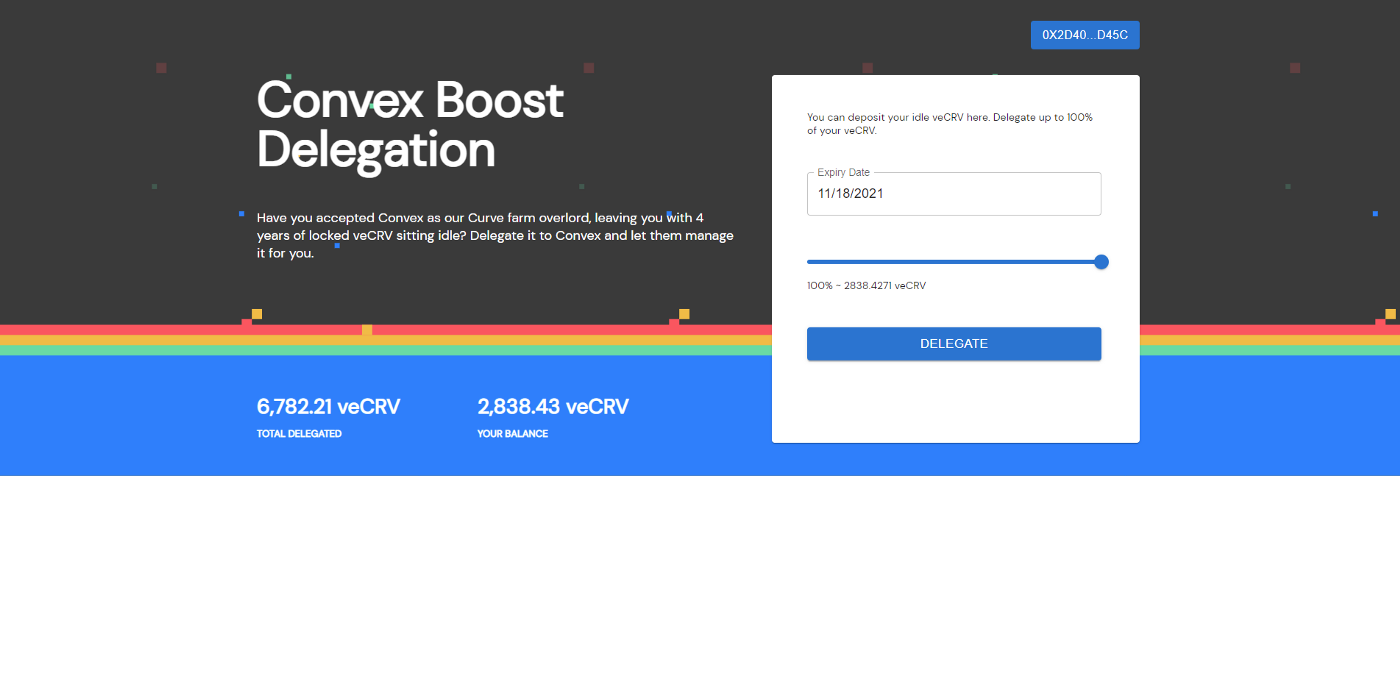 0X2D40...D45C
Convex Boost
Delegation
Have you accepted Convex as our Curve farm overlord, leaving you with 4
years of locked veCRV sitting idle? Delegate it to Convex and let them manage
it for you.
6,782.21 veCRV
TOTAL DELEGATED
2,838.43 veCRV
YOUR BALANCE
You can deposit your idle veCRV here. Delegate up to 100%
of your veCRV.
Expiry Date
11/18/2021
100% ~ 2838.4271 veCRV
DELEGATE